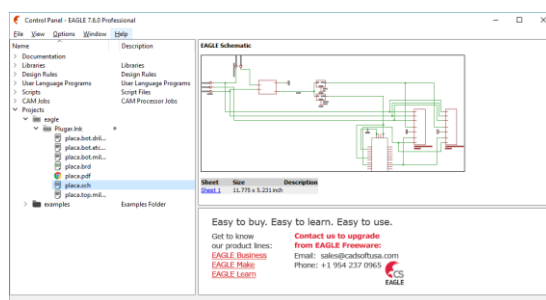 Control Panel - EAGLE 7.6.0 Professional
File View Options Window Help
Name Description
Documentation
Libraries Libraries
Design Rules Design Rules
User Language Programs User Language Programs
Scripts Script Files
CAM Jobs CAM Processor Jobs
Projects
eagle
Pluger.lnk
placa.bot.dril...
placa.bot.etc...
placa.bot.mil...
placa.brd
placa.pdf
placa.sch
placa.top.mil...
examples Examples Folder
EAGLE Schematic
Sheet Size Description
Sheet 1 11.775 x 5.231 inch
Easy to buy. Easy to learn. Easy to use.
Get to know
our product lines:
EAGLE Business
EAGLE Make
EAGLE Learn
Contact us to upgrade
from EAGLE Freeware:
Email: sales@cadsoftusa.com
Phone: +1 954 237 0965
CS
EAGLE